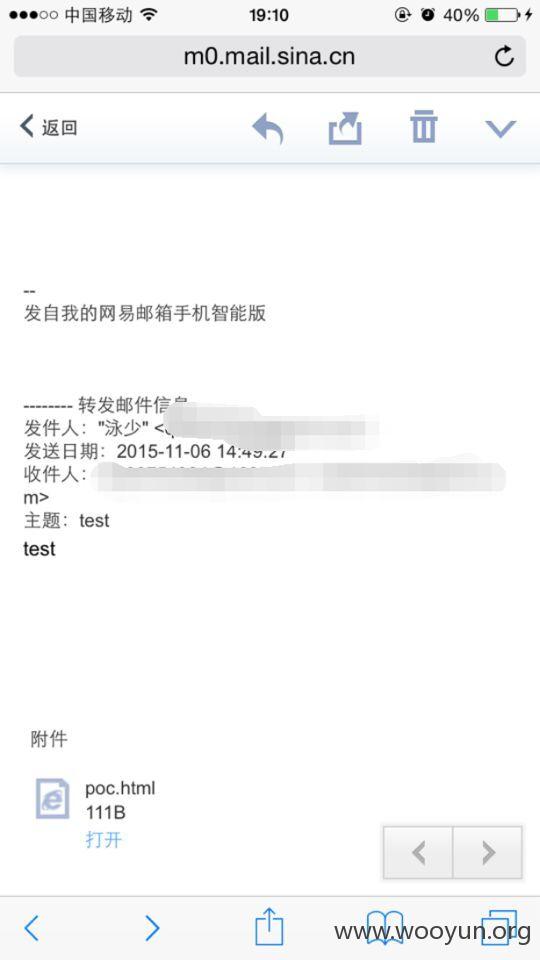 中国移动 19:10 40%
m0.mail.sina.cn
返回
--
发自我的网易邮箱手机智能版
-------- 转发邮件信息
发件人："泳少" <
发送日期：2015-11-06 14:49:27
收件人：
m>
主题：test
test
附件
poc.html
111B
打开
www.wooyun.org